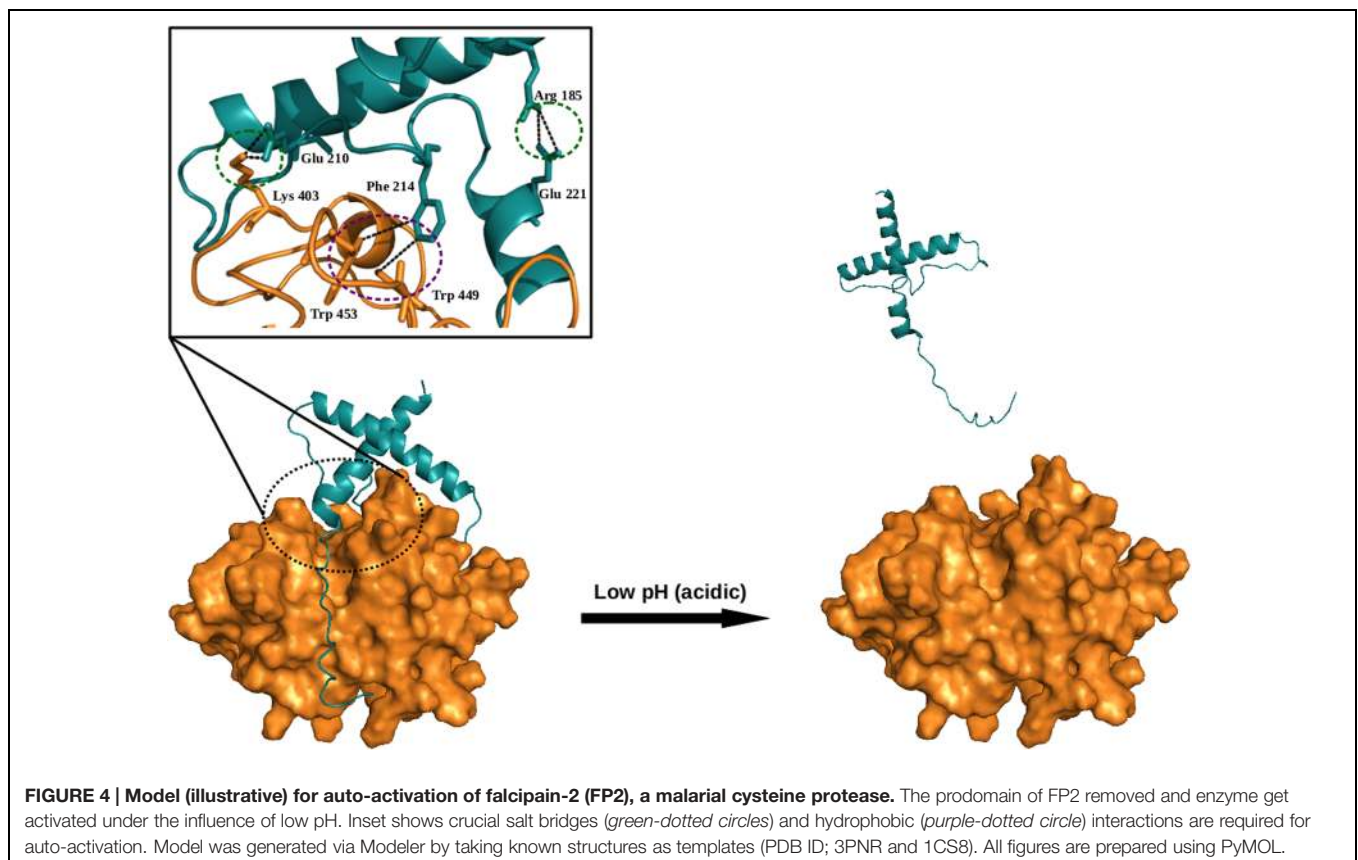 Arg 185
Glu 210
Phe 214
Lys 403
Glu 221
Trp 449
Trp 453
Low pH (acidic)
FIGURE 4 | Model (illustrative) for auto-activation of falcipain-2 (FP2), a malarial cysteine protease. The prodomain of FP2 removed and enzyme get
activated under the influence of low pH. Inset shows crucial salt bridges (green-dotted circles) and hydrophobic (purple-dotted circle) interactions are required for
auto-activation. Model was generated via Modeler by taking known structures as templates (PDB ID; 3PNR and 1CS8). All figures are prepared using PyMOL.